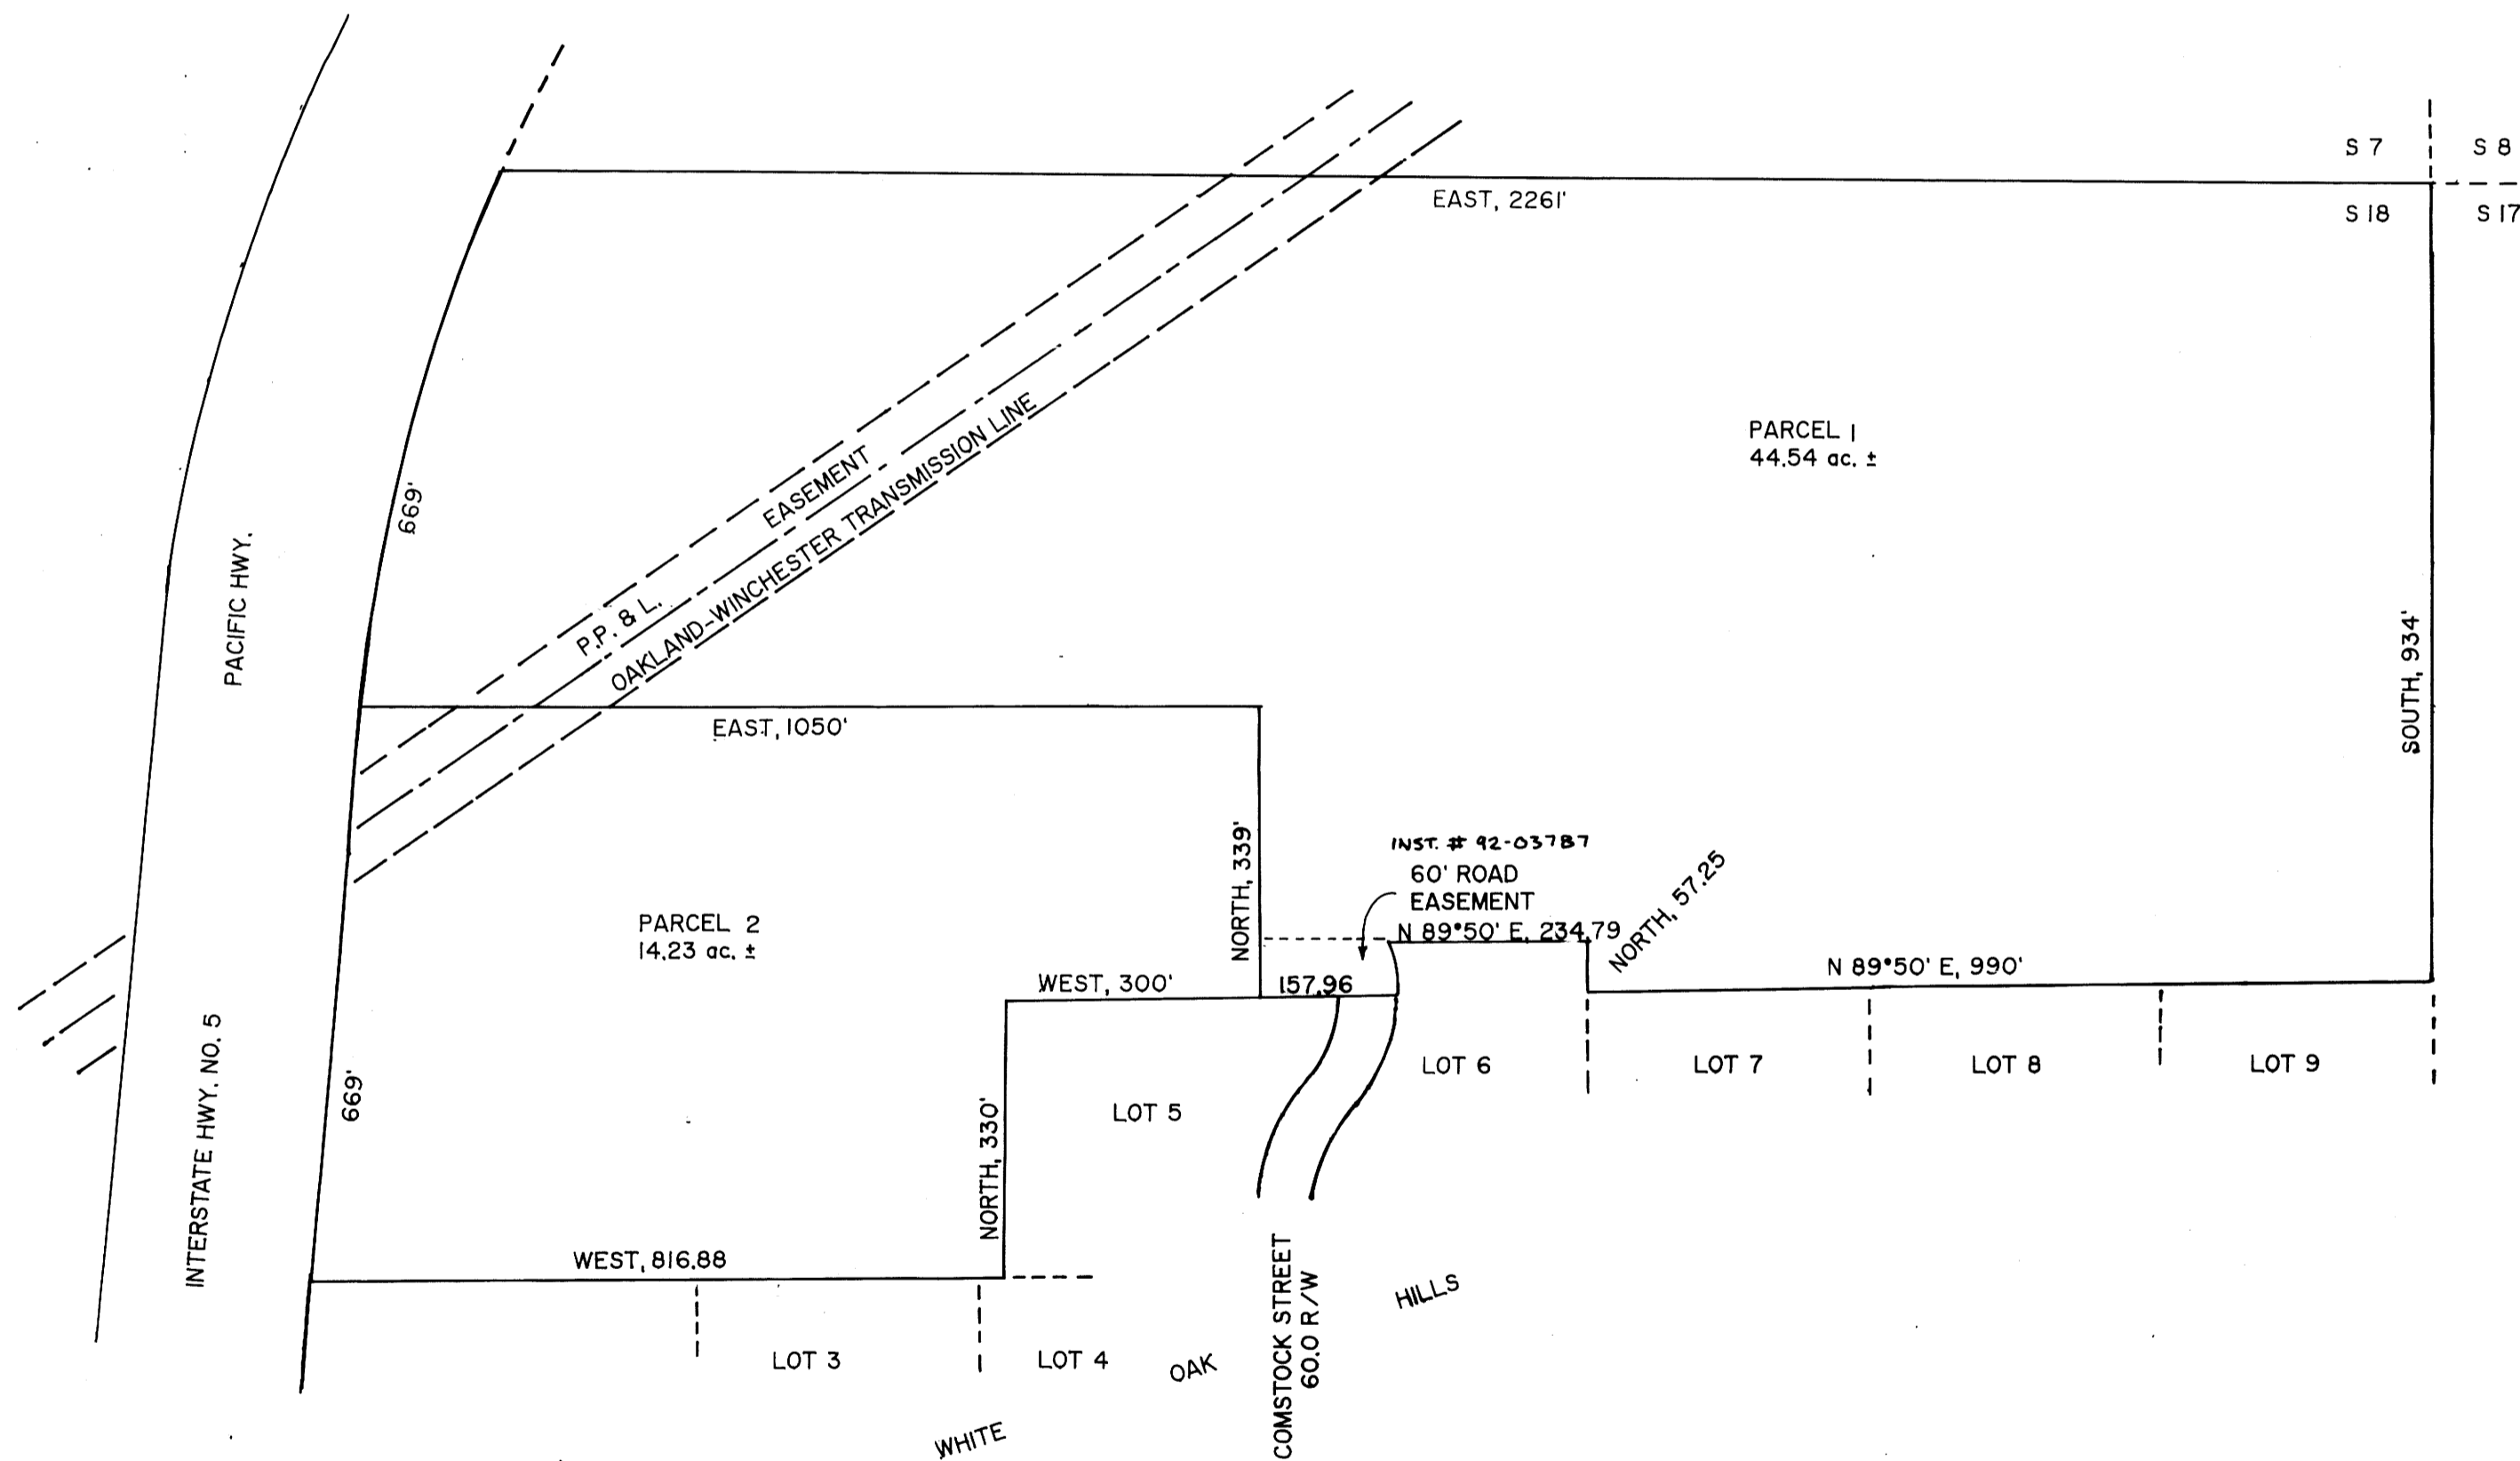 S 7
S 8
EAST, 2261'
S 18
S 17
PARCEL 1
44.54 ac. ±
669'
PACIFIC HWY.
EASEMENT
P.P. & L.
OAKLAND-WINCHESTER TRANSMISSION LINE
SOUTH, 934'
EAST, 1050'
NORTH, 339'
INST. # 92-03787
60' ROAD
EASEMENT
N 89°50' E, 234.79
NORTH, 57.25
PARCEL 2
14.23 ac. ±
N 89°50' E, 990'
WEST, 300'
157.96
INTERSTATE HWY. NO. 5
669'
NORTH, 330'
LOT 5
LOT 6
LOT 7
LOT 8
LOT 9
WEST, 816.88
COMSTOCK STREET
60.0 R/W
LOT 3
LOT 4
WHITE
OAK
HILLS